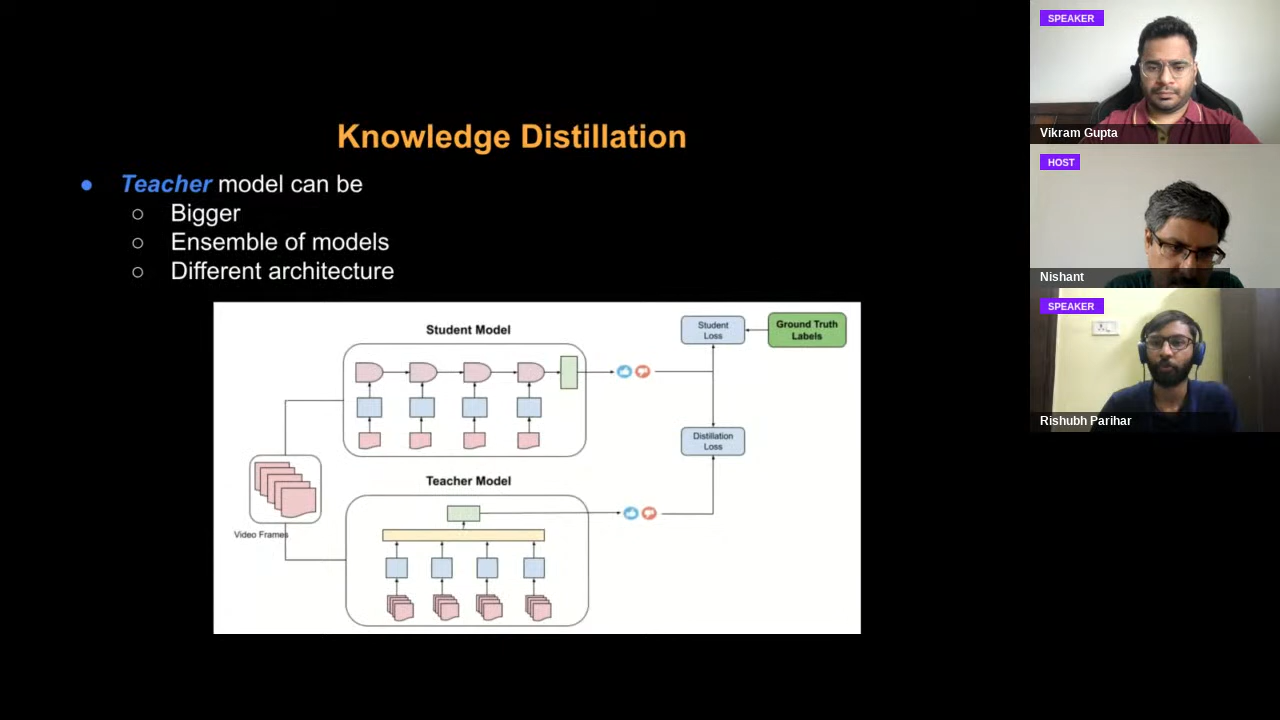 Knowledge Distillation
● Teacher model can be
○ Bigger
○ Ensemble of models
○ Different architecture
Student Model
Student
Loss
Ground Truth
Labels
Distillation
Loss
Teacher Model
Video Frames
SPEAKER
Vikram Gupta
HOST
Nishant
SPEAKER
Rishubh Parihar